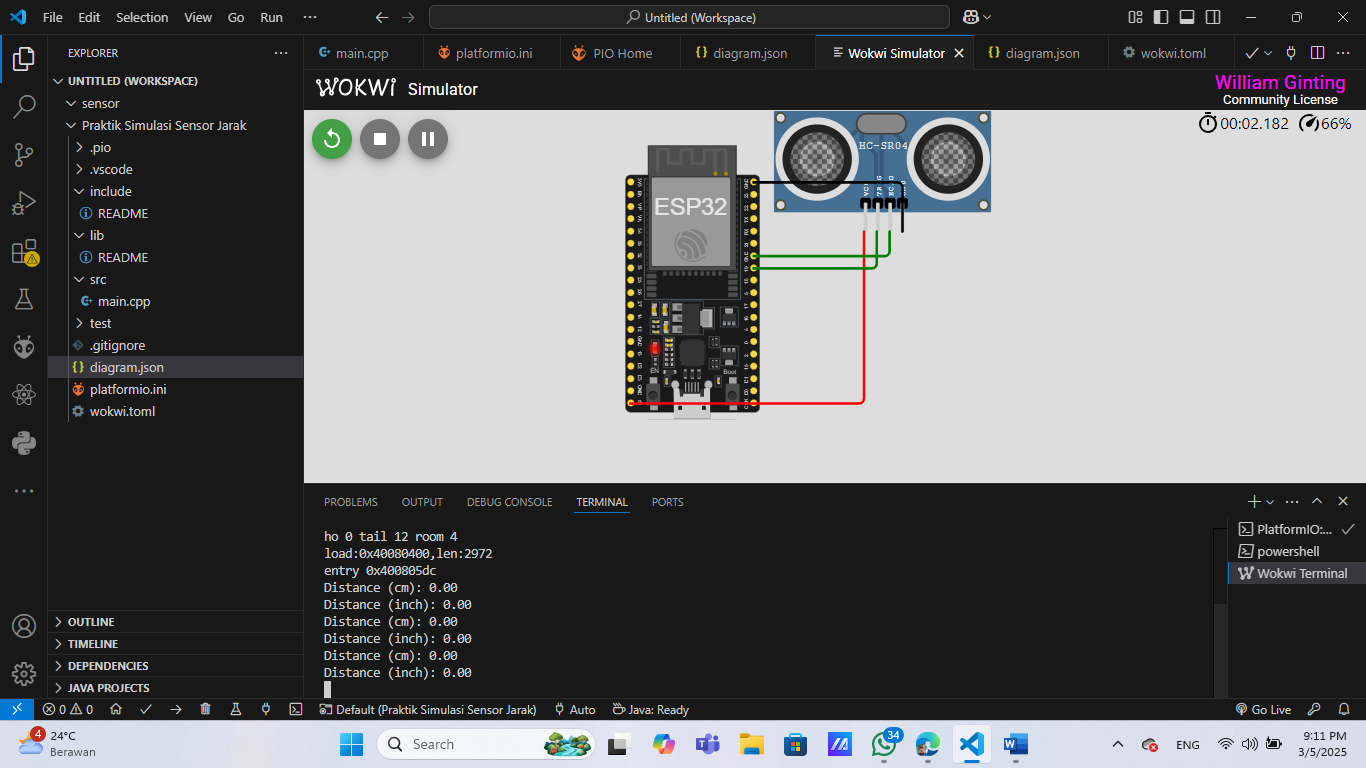 File Edit Selection View Go Run ··· Untitled (Workspace)
main.cpp platformio.ini PIO Home diagram.json Wokwi Simulator diagram.json wokwi.toml
EXPLORER
UNTITLED (WORKSPACE)
sensor
Praktik Simulasi Sensor Jarak
.pio
.vscode
include
README
lib
README
src
main.cpp
test
.gitignore
diagram.json
platformio.ini
wokwi.toml
OUTLINE
TIMELINE
DEPENDENCIES
JAVA PROJECTS
WOKWI Simulator
William Ginting
Community License
00:02.182 66%
HC-SR04
ESP32
EN Boot
PROBLEMS OUTPUT DEBUG CONSOLE TERMINAL PORTS
ho 0 tail 12 room 4
load:0x40080400,len:2972
entry 0x400805dc
Distance (cm): 0.00
Distance (inch): 0.00
Distance (cm): 0.00
Distance (inch): 0.00
Distance (cm): 0.00
Distance (inch): 0.00
PlatformIO:...
powershell
Wokwi Terminal
0 0 Default (Praktik Simulasi Sensor Jarak) Auto Java: Ready Go Live
4
24°C
Berawan
Search
34
ENG
9:11 PM
3/5/2025